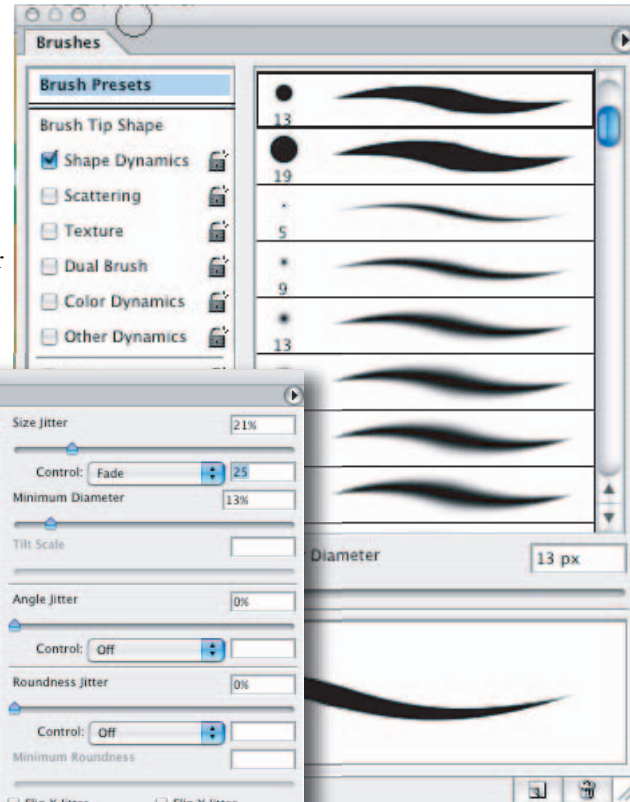 Brushes
Brush Presets
Brush Tip Shape
Shape Dynamics
Scattering
Texture
Dual Brush
Color Dynamics
Other Dynamics
13
19
5
9
13
r
Size Jitter 21%
Control: Fade 25
Minimum Diameter 13%
Tilt Scale
Angle Jitter 0%
Control: Off
Roundness Jitter 0%
Control: Off
Minimum Roundness
Diameter 13 px